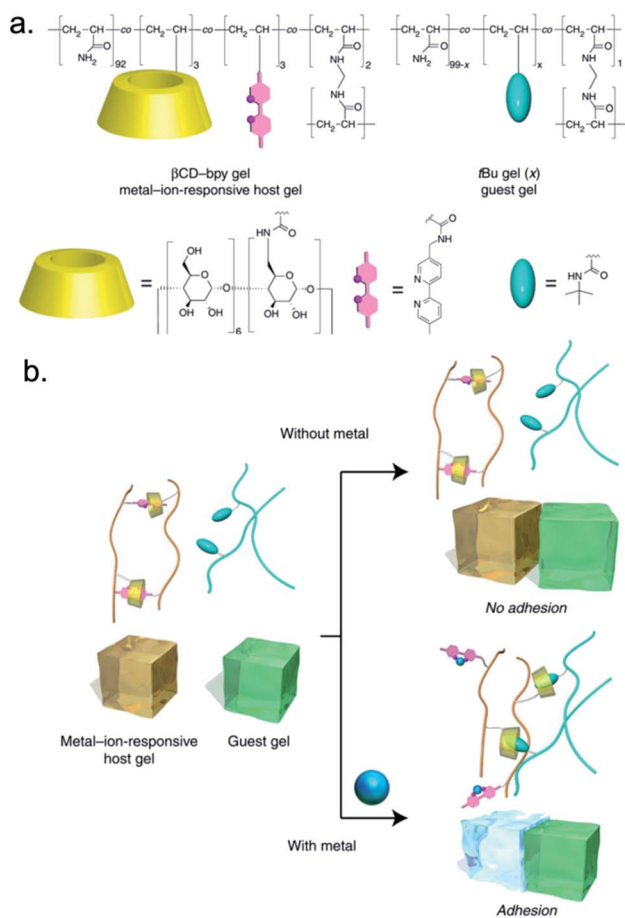 a.
CH2 CH co CH2 CH co CH2 CH co CH2 CH
O
NH2
92
3
3
O
2
NH
HN
O
CH2 CH
CH2 CH co CH2 CH co CH2 CH
O
NH2
99-x
x
O
1
NH
HN
O
CH2 CH
βCD–bpy gel
metal–ion-responsive host gel
tBu gel (x)
guest gel
=
OH
O
OH
OH
O
6
HN O
O
OH
OH
O
=
O
NH
N
N
=
HN O
b.
Without metal
No adhesion
Metal–ion-responsive
host gel
Guest gel
With metal
Adhesion